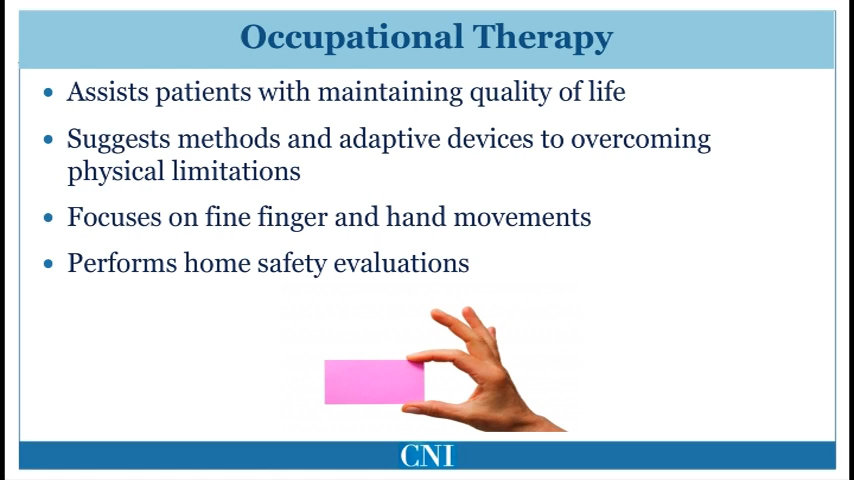 Occupational Therapy
• Assists patients with maintaining quality of life
• Suggests methods and adaptive devices to overcoming
physical limitations
• Focuses on fine finger and hand movements
• Performs home safety evaluations
CNI